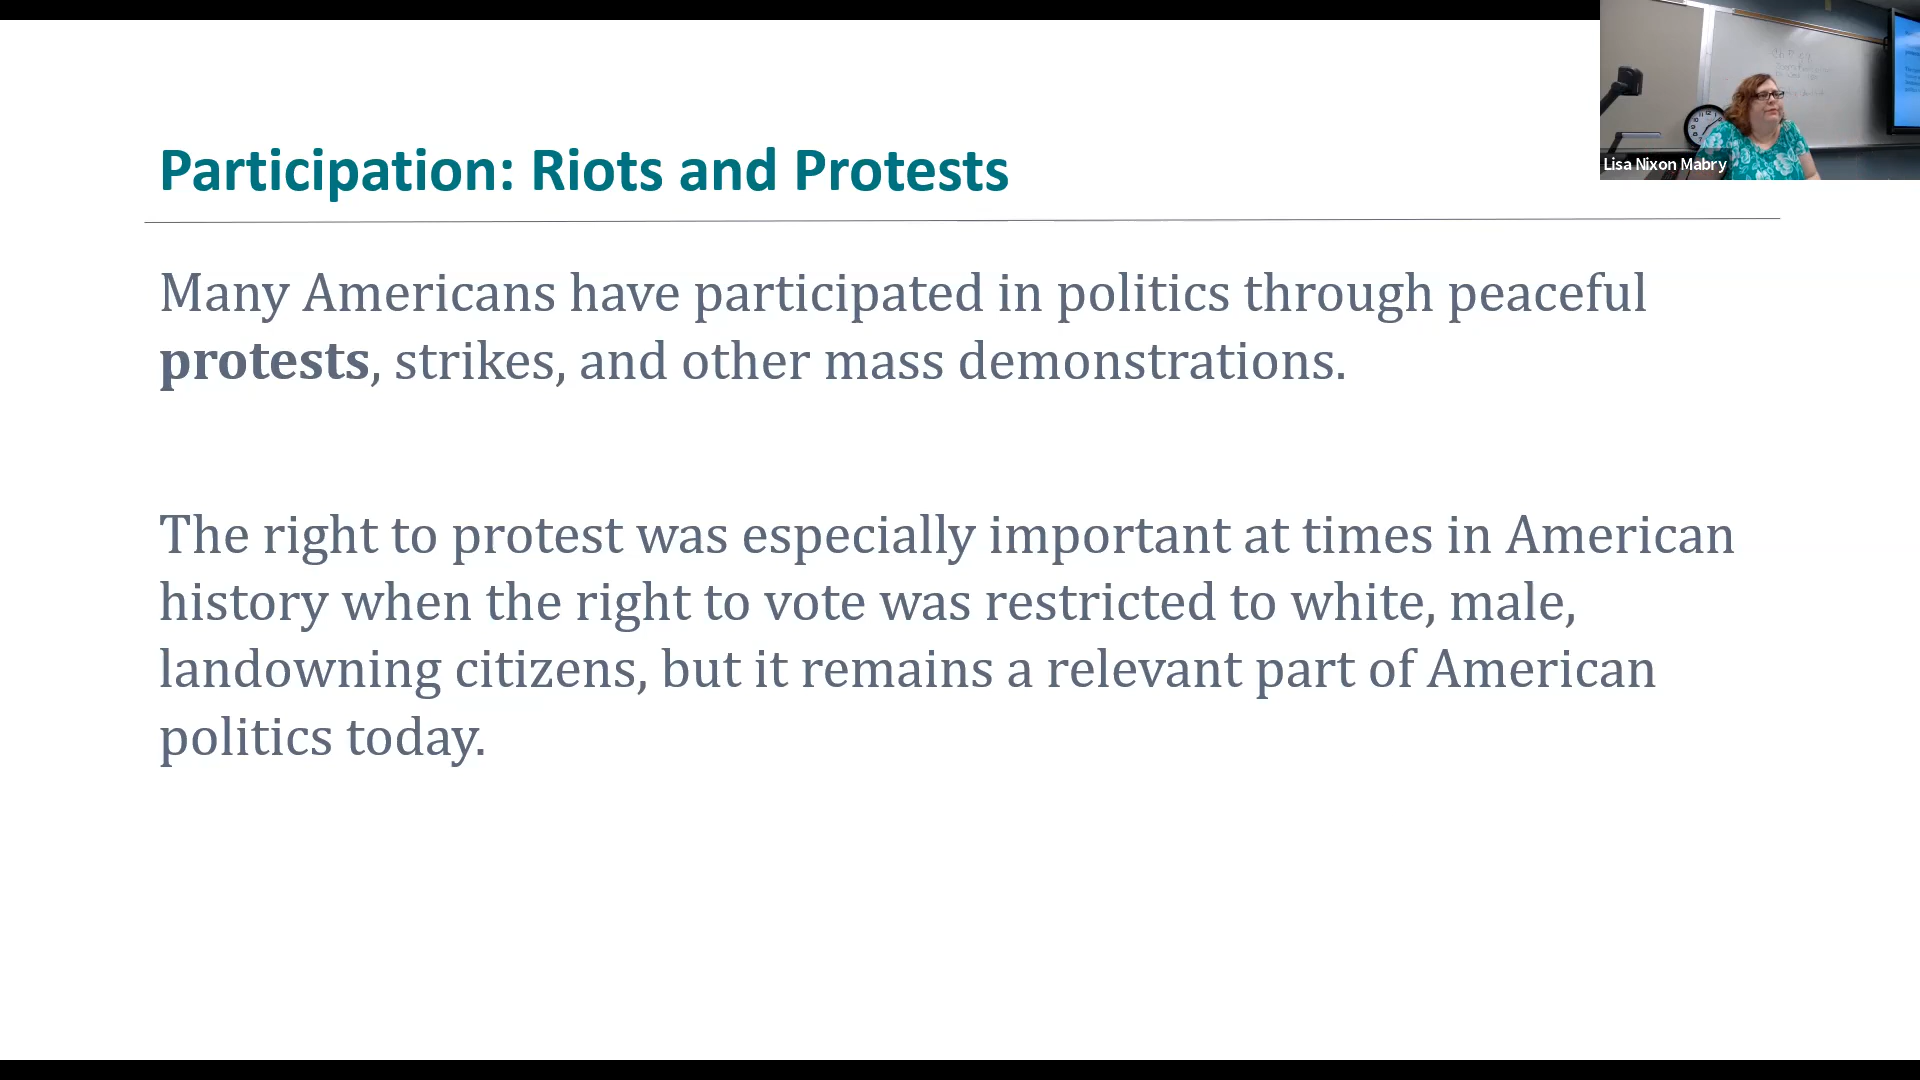 Participation: Riots and Protests
Many Americans have participated in politics through peaceful
protests, strikes, and other mass demonstrations.
The right to protest was especially important at times in American
history when the right to vote was restricted to white, male,
landowning citizens, but it remains a relevant part of American
politics today.
Lisa Nixon Mabry